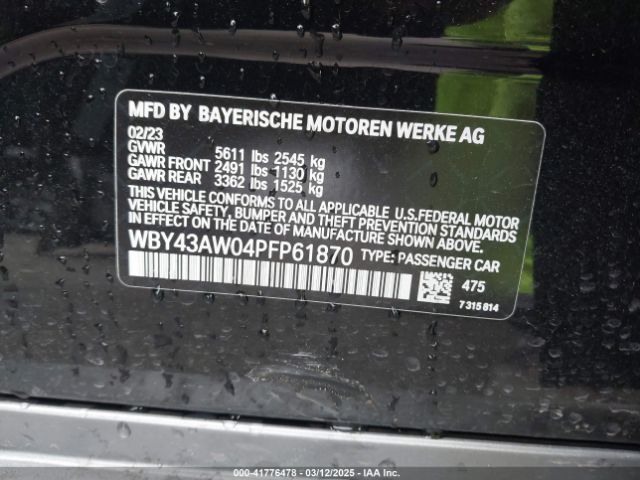 MFD BY BAYERISCHE MOTOREN WERKE AG
02/23
GVWR 5611 lbs 2545 kg
GAWR FRONT 2491 lbs 1130 kg
GAWR REAR 3362 lbs 1525 kg
THIS VEHICLE CONFORMS TO ALL APPLICABLE U.S.FEDERAL MOTOR
VEHICLE SAFETY, BUMPER AND THEFT PREVENTION STANDARDS
IN EFFECT ON THE DATE OF MANUFACTURE SHOWN ABOVE.
WBY43AW04PFP61870 TYPE: PASSENGER CAR
475
7 315 814
000-41776478 - 03/12/2025 - IAA Inc.